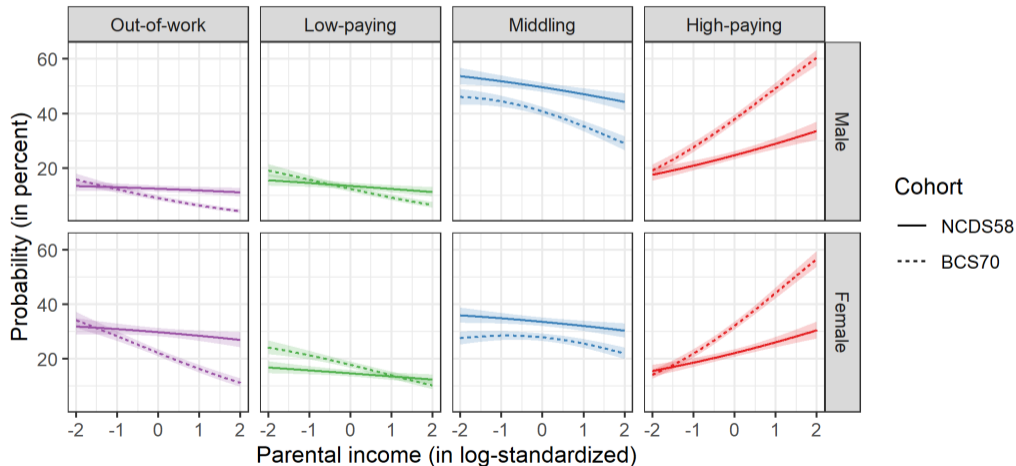 Out-of-work Low-paying Middling High-paying
60
40
20
Male
60
40
20
Female
-2 -1 0 1 2 -2 -1 0 1 2 -2 -1 0 1 2 -2 -1 0 1 2
Parental income (in log-standardized)
Probability (in percent)
Cohort
NCDS58
BCS70